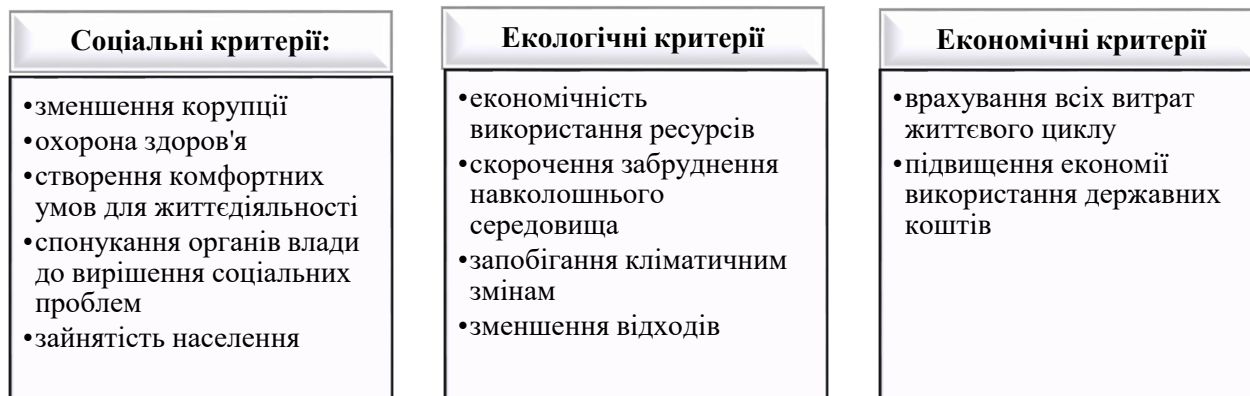 Соціальні критерії:
•зменшення корупції
•охорона здоров'я
•створення комфортних
умов для життєдіяльності
•спонукання органів влади
до вирішення соціальних
проблем
•зайнятість населення
Екологічні критерії
•економічність
використання ресурсів
•скорочення забруднення
навколошнього
середовища
•запобігання кліматичним
змінам
•зменшення відходів
Економічні критерії
•врахування всіх витрат
життєвого циклу
•підвищення економії
використання державних
коштів